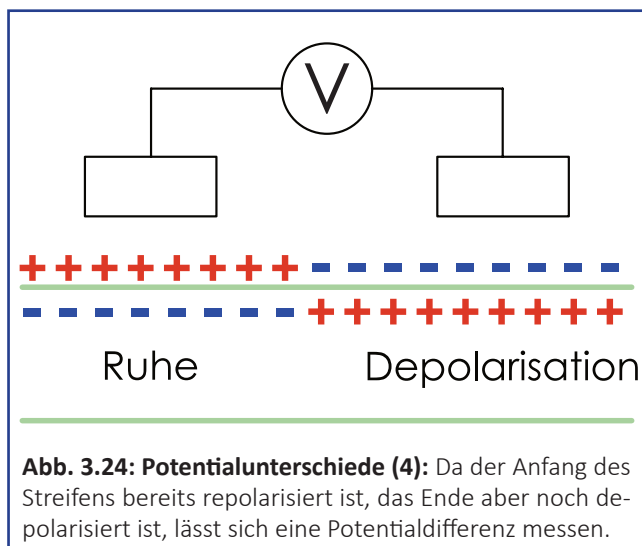 V
+ + + + + + + + - - - - - - - - -
- - - - - - - - + + + + + + + + +
Ruhe Depolarisation
Abb. 3.24: Potentialunterschiede (4): Da der Anfang des
Streifens bereits repolarisiert ist, das Ende aber noch de-
polarisiert ist, lässt sich eine Potentialdifferenz messen.